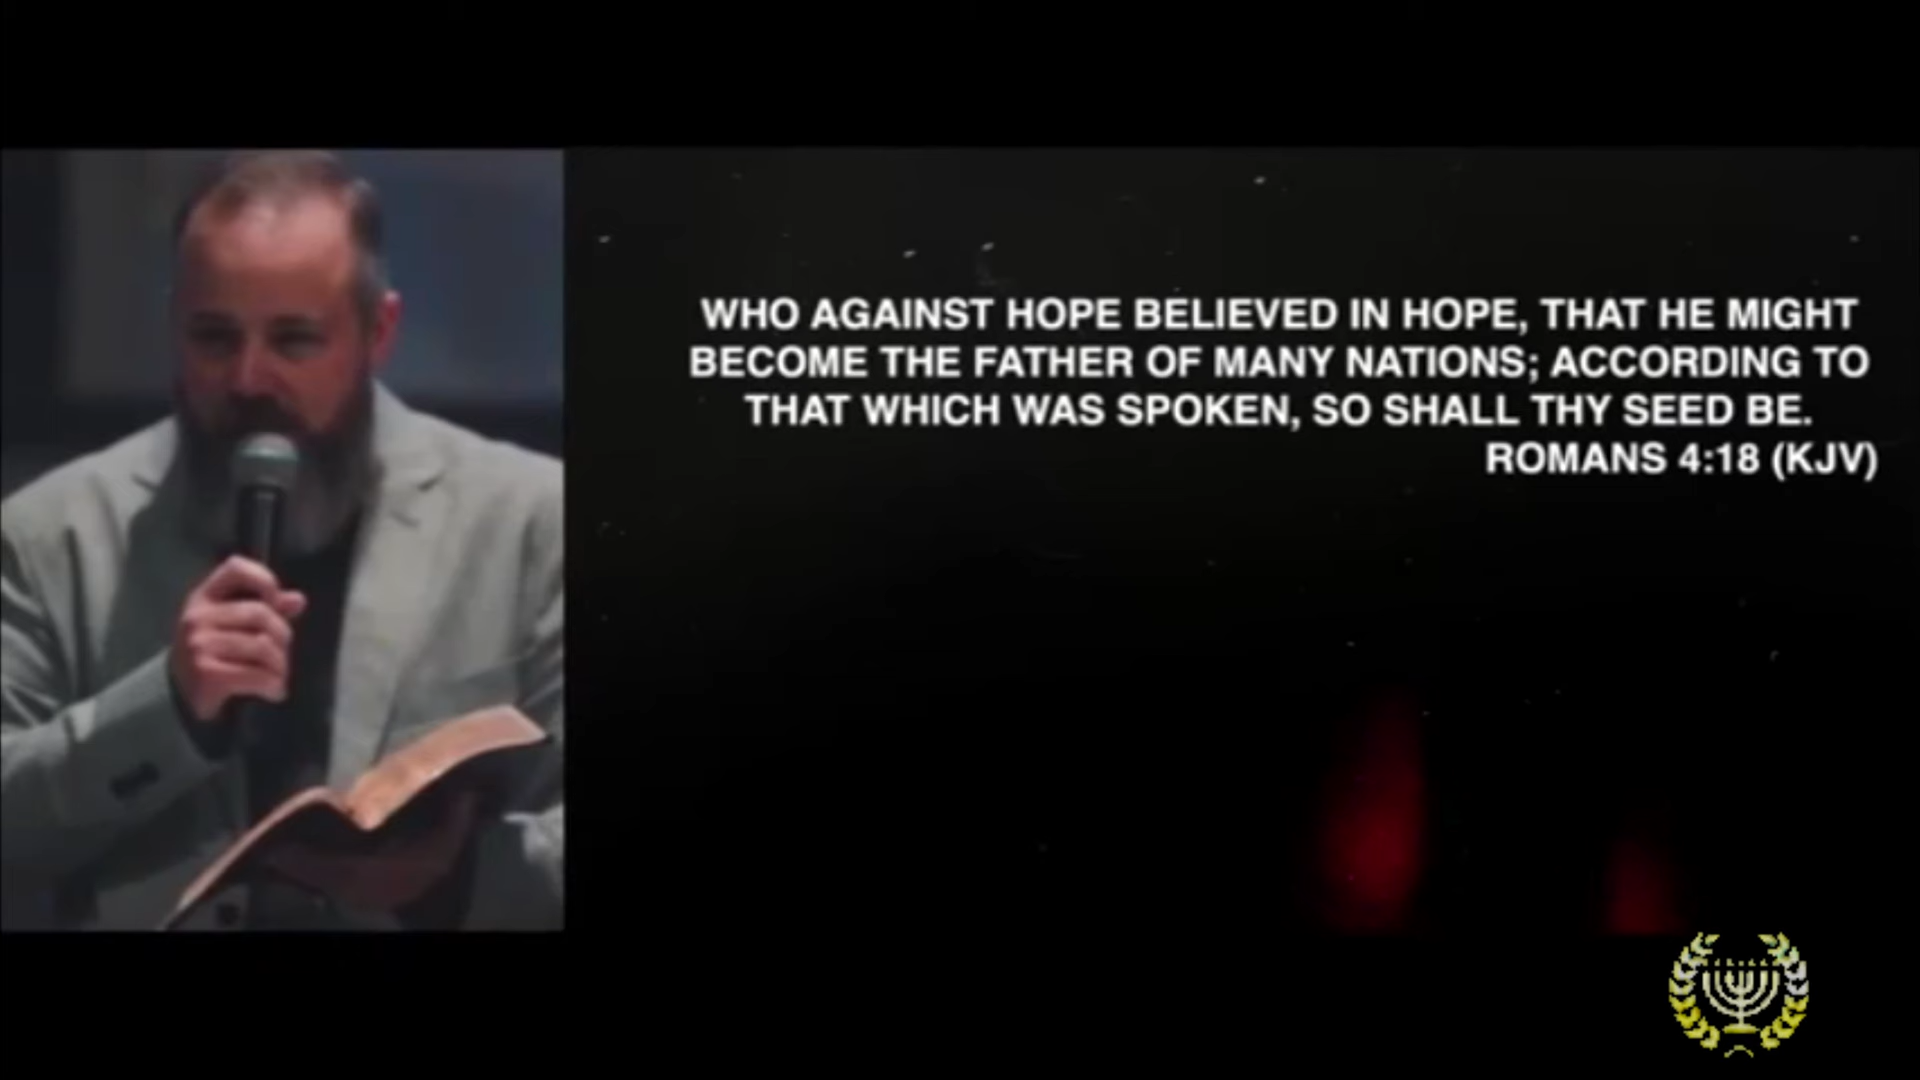 WHO AGAINST HOPE BELIEVED IN HOPE, THAT HE MIGHT
BECOME THE FATHER OF MANY NATIONS; ACCORDING TO
THAT WHICH WAS SPOKEN, SO SHALL THY SEED BE.
ROMANS 4:18 (KJV)